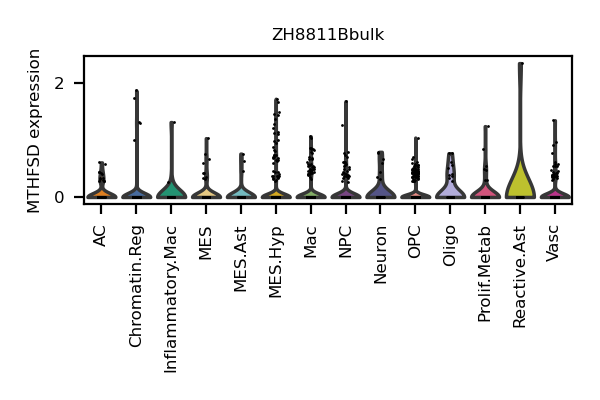 ZH8811Bbulk
MTHFSD expression
2
0
AC
Chromatin.Reg
Inflammatory.Mac
MES
MES.Ast
MES.Hyp
Mac
NPC
Neuron
OPC
Oligo
Prolif.Metab
Reactive.Ast
Vasc